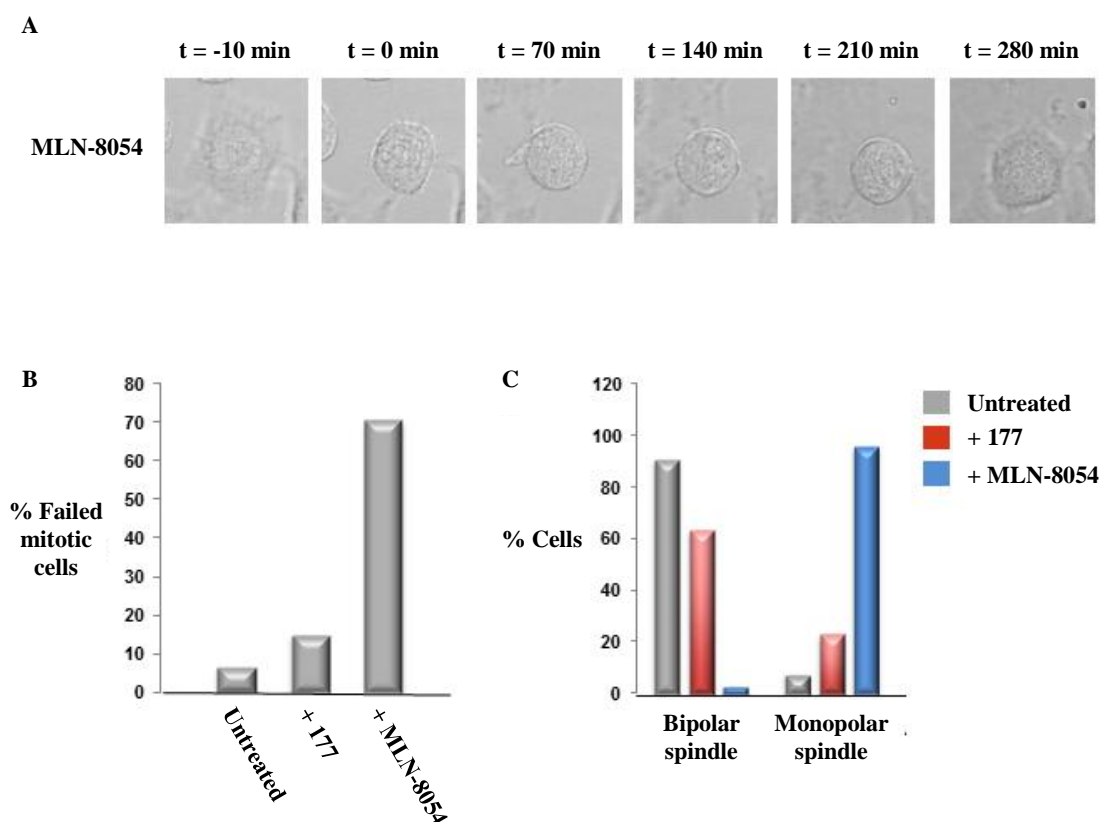 A
t = -10 min
t = 0 min
t = 70 min
t = 140 min
t = 210 min
t = 280 min
MLN-8054
B
80
70
60
50
40
30
20
10
0
% Failed
mitotic
cells
Untreated
+ 177
+ MLN-8054
C
120
100
80
60
40
20
0
% Cells
Bipolar
spindle
Monopolar
spindle
Untreated
+ 177
+ MLN-8054